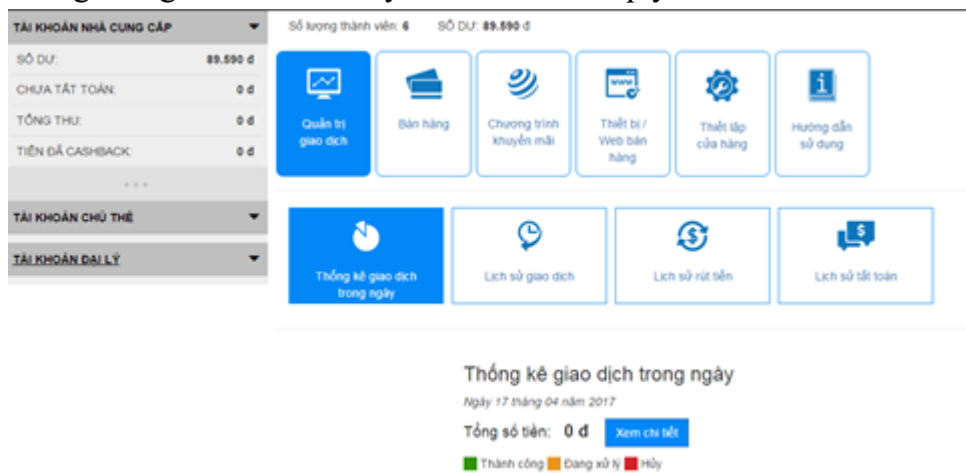 TÀI KHOẢN NHÀ CUNG CẤP
SỐ DƯ: 89.590 đ
CHƯA TẤT TOÁN: 0 đ
TỔNG THU: 0 đ
TIỀN ĐÃ CASHBACK: 0 đ
TÀI KHOẢN CHỦ THẺ
TÀI KHOẢN ĐẠI LÝ
Số lượng thành viên: 6 SỐ DƯ: 89.590 đ
Quản trị
giao dịch
Bán hàng
Chương trình
khuyến mãi
Thiết bị /
Web bán
hàng
Thiết lập
cửa hàng
Hướng dẫn
sử dụng
Thống kê giao dịch
trong ngày
Lịch sử giao dịch
Lịch sử rút tiền
Lịch sử tất toán
Thống kê giao dịch trong ngày
Ngày 17 tháng 04 năm 2017
Tổng số tiền: 0 đ Xem chi tiết
Thành công Đang xử lý Hủy